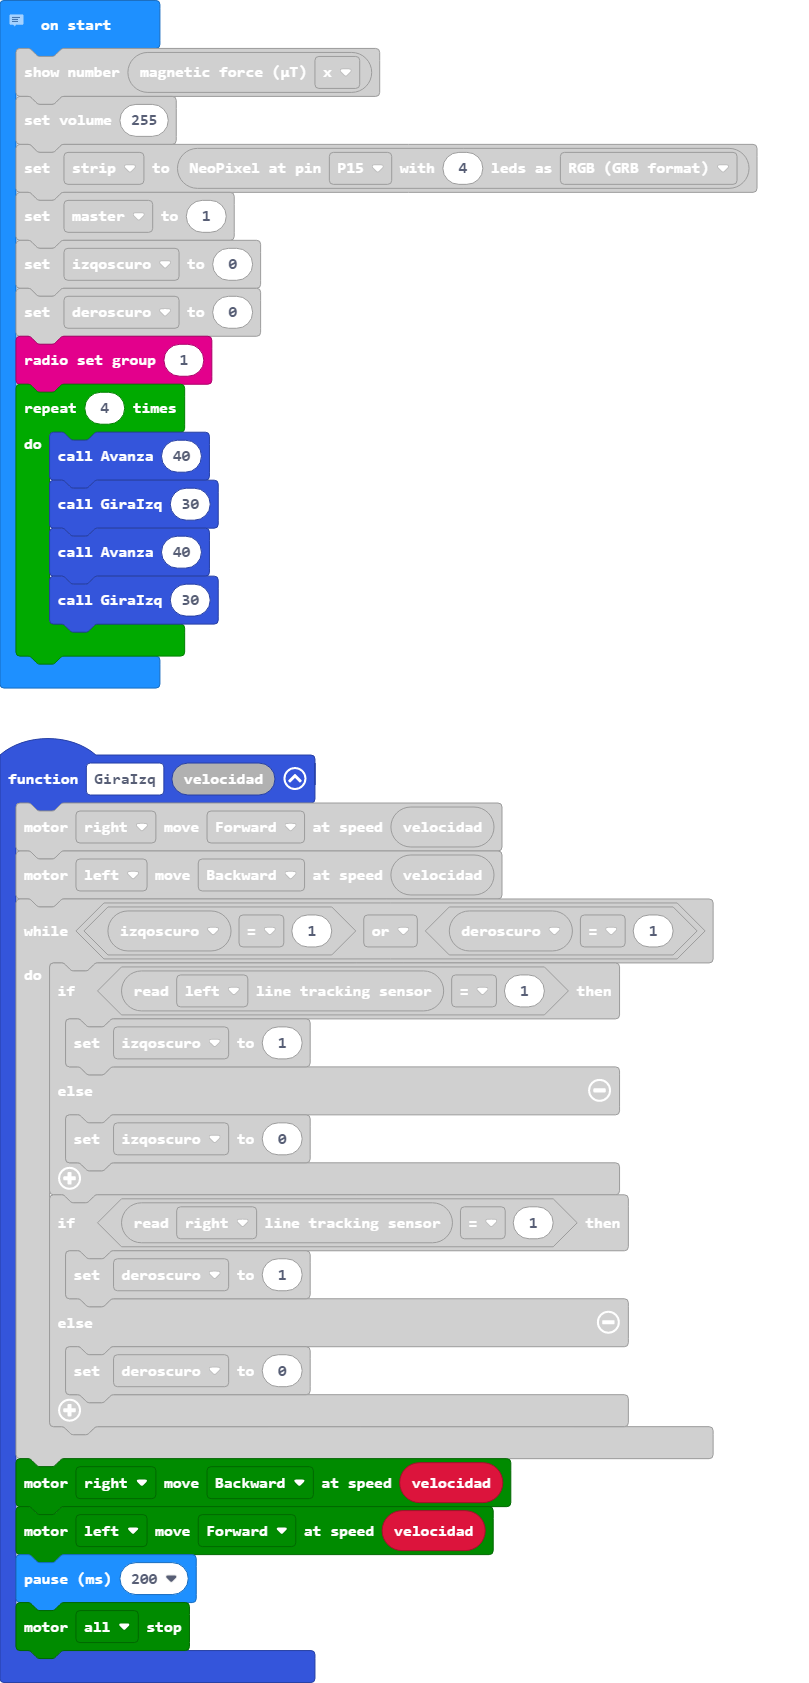 on start
show number magnetic force (µT) x
set volume 255
set strip to NeoPixel at pin P15 with 4 leds as RGB (GRB format)
set master to 1
set izqoscuro to 0
set deroscuro to 0
radio set group 1
repeat 4 times
do
call Avanza 40
call GiraIzq 30
call Avanza 40
call GiraIzq 30
function GiraIzq velocidad
motor right move Forward at speed velocidad
motor left move Backward at speed velocidad
while izqoscuro = 1 or deroscuro = 1
do
if read left line tracking sensor = 1 then
set izqoscuro to 1
else
set izqoscuro to 0
if read right line tracking sensor = 1 then
set deroscuro to 1
else
set deroscuro to 0
motor right move Backward at speed velocidad
motor left move Forward at speed velocidad
pause (ms) 200
motor all stop